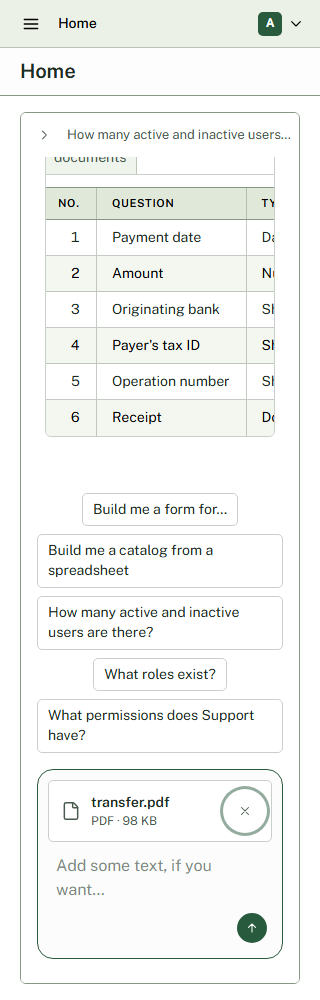 Home
A
Home
How many active and inactive users...
documents
NO. QUESTION
1 Payment date
2 Amount
3 Originating bank
4 Payer's tax ID
5 Operation number
6 Receipt
Build me a form for...
Build me a catalog from a
spreadsheet
How many active and inactive
users are there?
What roles exist?
What permissions does Support
have?
transfer.pdf
PDF · 98 KB
Add some text, if you
want...